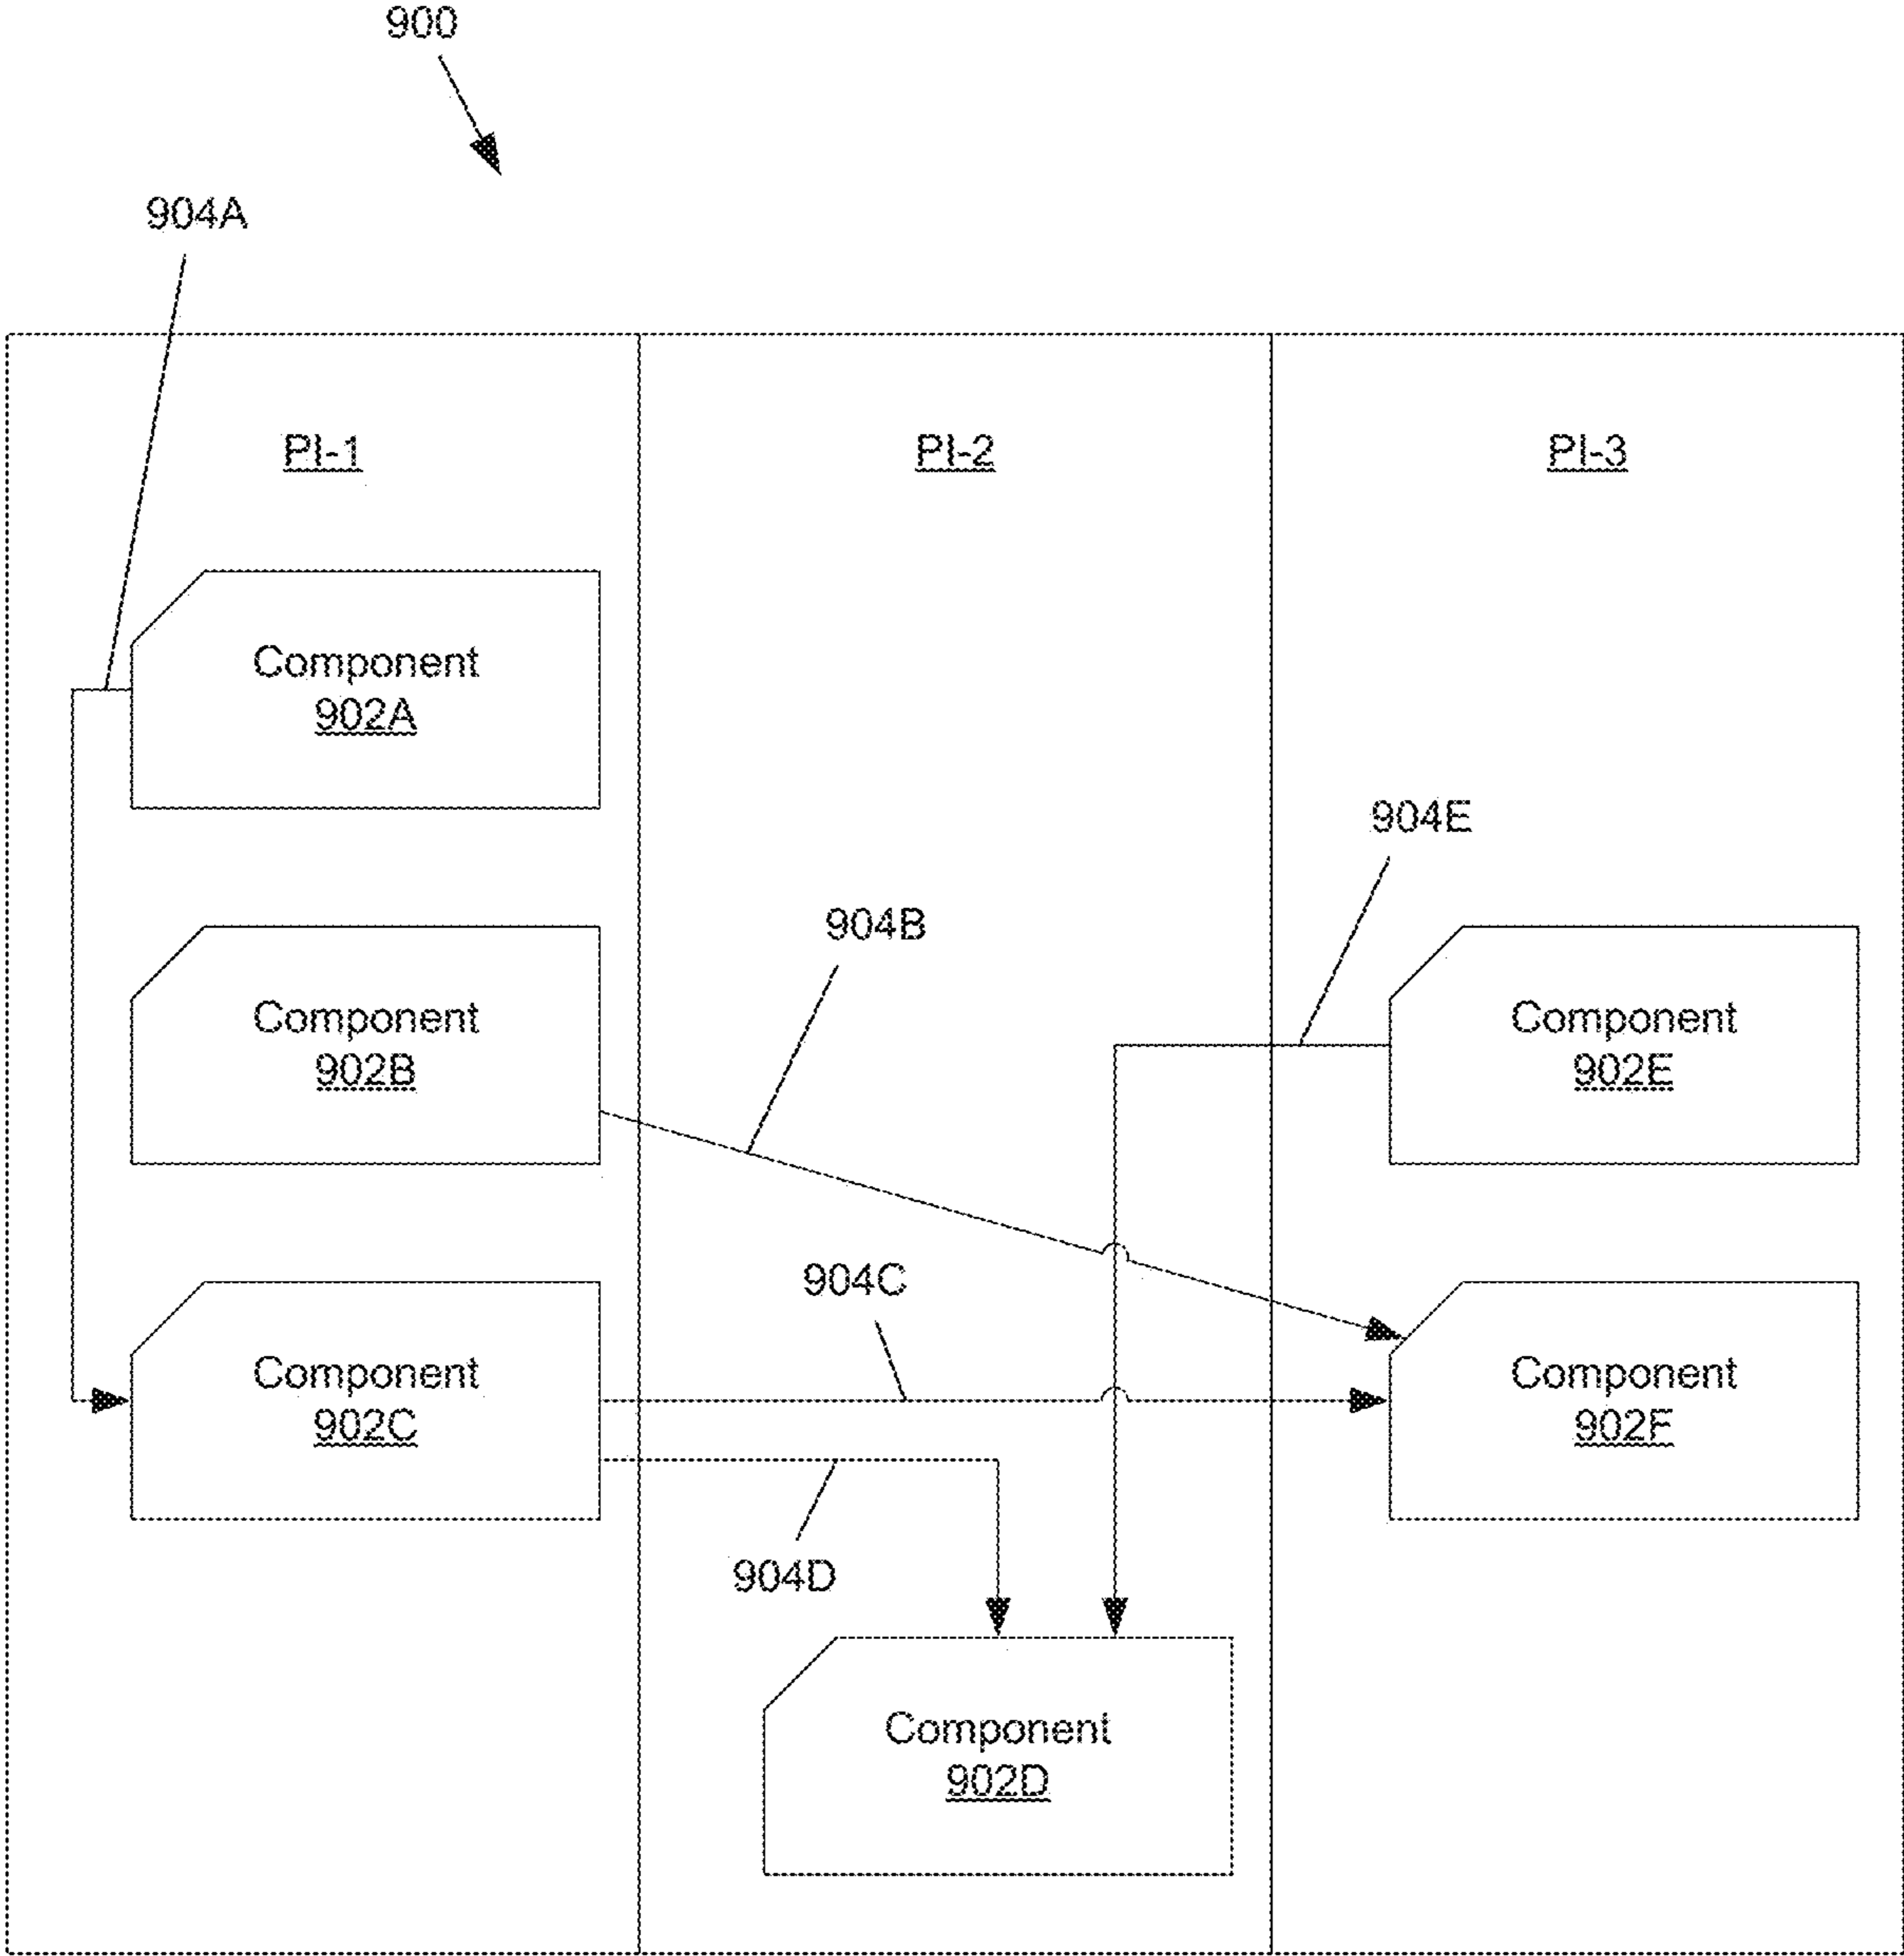 900
904A
PI-1
PI-2
PI-3
Component
902A
904E
904B
Component
902B
Component
902E
904C
Component
902C
Component
902F
904D
Component
902D